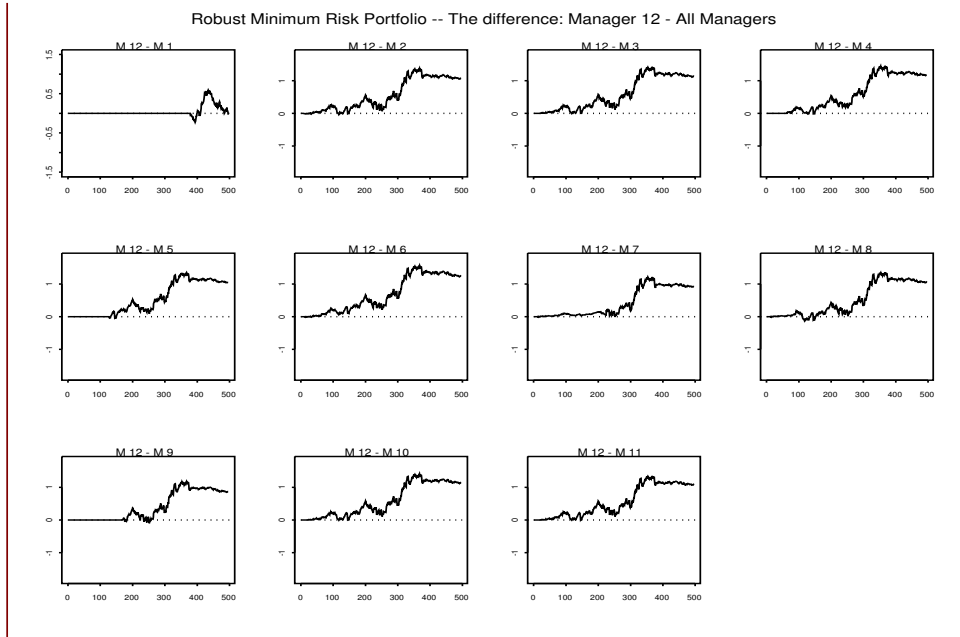 Robust Minimum Risk Portfolio -- The difference: Manager 12 - All Managers
M 12 - M 1
M 12 - M 2
M 12 - M 3
M 12 - M 4
1.5
0.5
-0.5
-1.5
1
0
-1
1
0
-1
1
0
-1
0 100 200 300 400 500
0 100 200 300 400 500
0 100 200 300 400 500
0 100 200 300 400 500
M 12 - M 5
M 12 - M 6
M 12 - M 7
M 12 - M 8
1
0
-1
1
0
-1
1
0
-1
1
0
-1
0 100 200 300 400 500
0 100 200 300 400 500
0 100 200 300 400 500
0 100 200 300 400 500
M 12 - M 9
M 12 - M 10
M 12 - M 11
1
0
-1
1
0
-1
1
0
-1
0 100 200 300 400 500
0 100 200 300 400 500
0 100 200 300 400 500